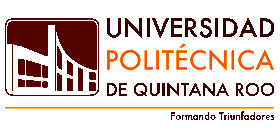 UNIVERSIDAD
POLITÉCNICA
DE QUINTANA ROO
Formando Triunfadores